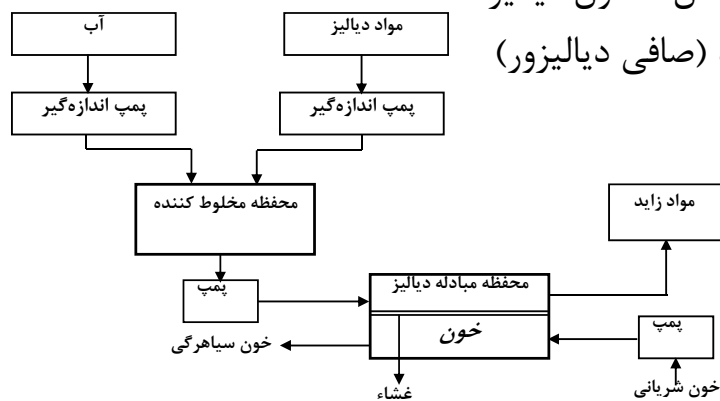 (صافی دیالیزور)
آب
مواد دیالیز
پمپ اندازه‌گیر
پمپ اندازه‌گیر
محفظه مخلوط کننده
مواد زاید
پمپ
محفظه مبادله دیالیز
خون
پمپ
خون سیاهرگی
غشاء
خون شریانی